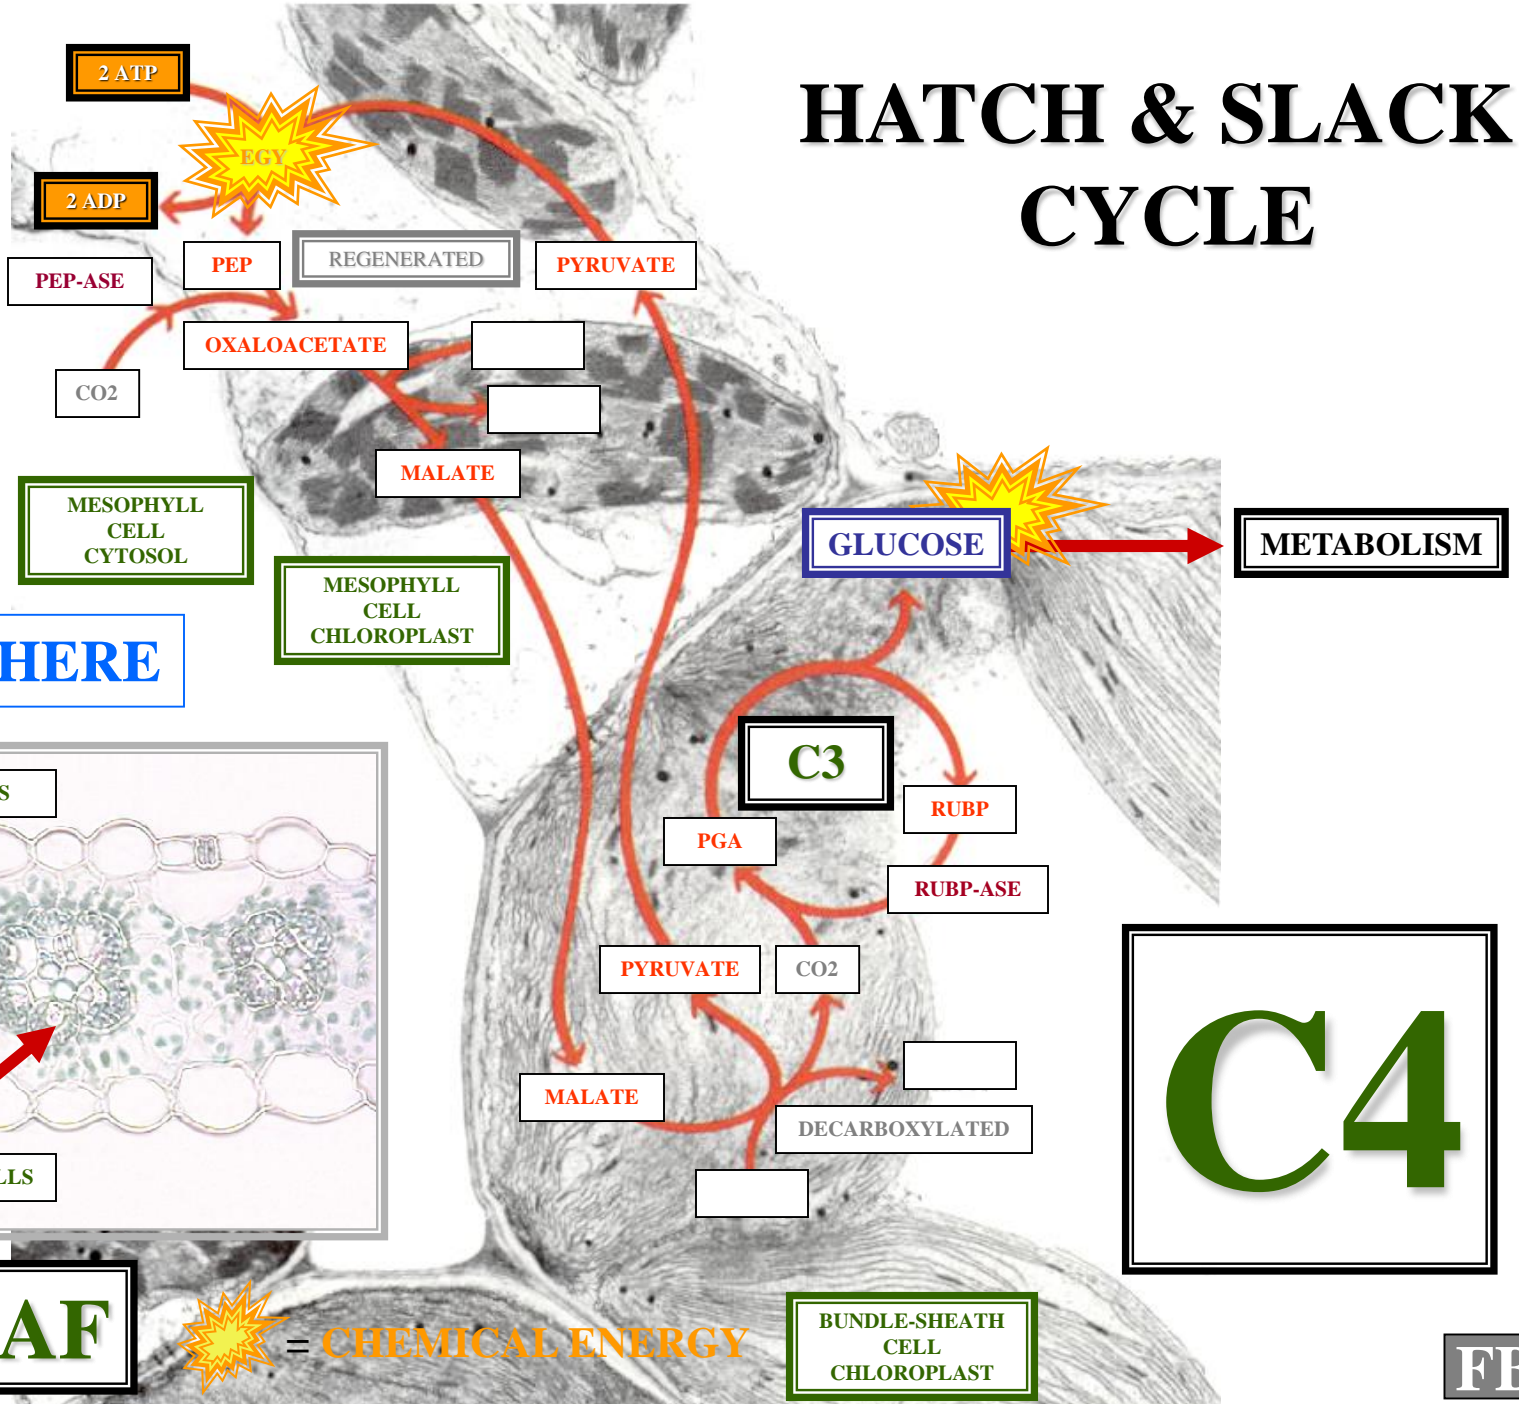 HATCH & SLACK
CYCLE
2 ATP
EGY
2 ADP
PEP-ASE
PEP
REGENERATED
PYRUVATE
OXALOACETATE
CO2
MALATE
MESOPHYLL
CELL
CYTOSOL
MESOPHYLL
CELL
CHLOROPLAST
GLUCOSE
METABOLISM
HERE
C3
S
RUBP
PGA
RUBP-ASE
PYRUVATE
CO2
MALATE
DECARBOXYLATED
C4
LLS
AF
= CHEMICAL ENERGY
BUNDLE-SHEATH
CELL
CHLOROPLAST